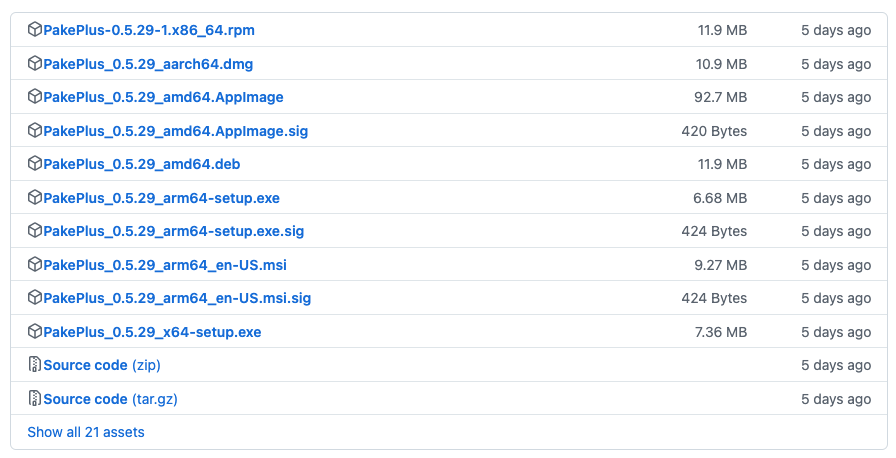 PakePlus-0.5.29-1.x86_64.rpm 11.9 MB 5 days ago
PakePlus_0.5.29_aarch64.dmg 10.9 MB 5 days ago
PakePlus_0.5.29_amd64.AppImage 92.7 MB 5 days ago
PakePlus_0.5.29_amd64.AppImage.sig 420 Bytes 5 days ago
PakePlus_0.5.29_amd64.deb 11.9 MB 5 days ago
PakePlus_0.5.29_arm64-setup.exe 6.68 MB 5 days ago
PakePlus_0.5.29_arm64-setup.exe.sig 424 Bytes 5 days ago
PakePlus_0.5.29_arm64_en-US.msi 9.27 MB 5 days ago
PakePlus_0.5.29_arm64_en-US.msi.sig 424 Bytes 5 days ago
PakePlus_0.5.29_x64-setup.exe 7.36 MB 5 days ago
Source code (zip) 5 days ago
Source code (tar.gz) 5 days ago
Show all 21 assets